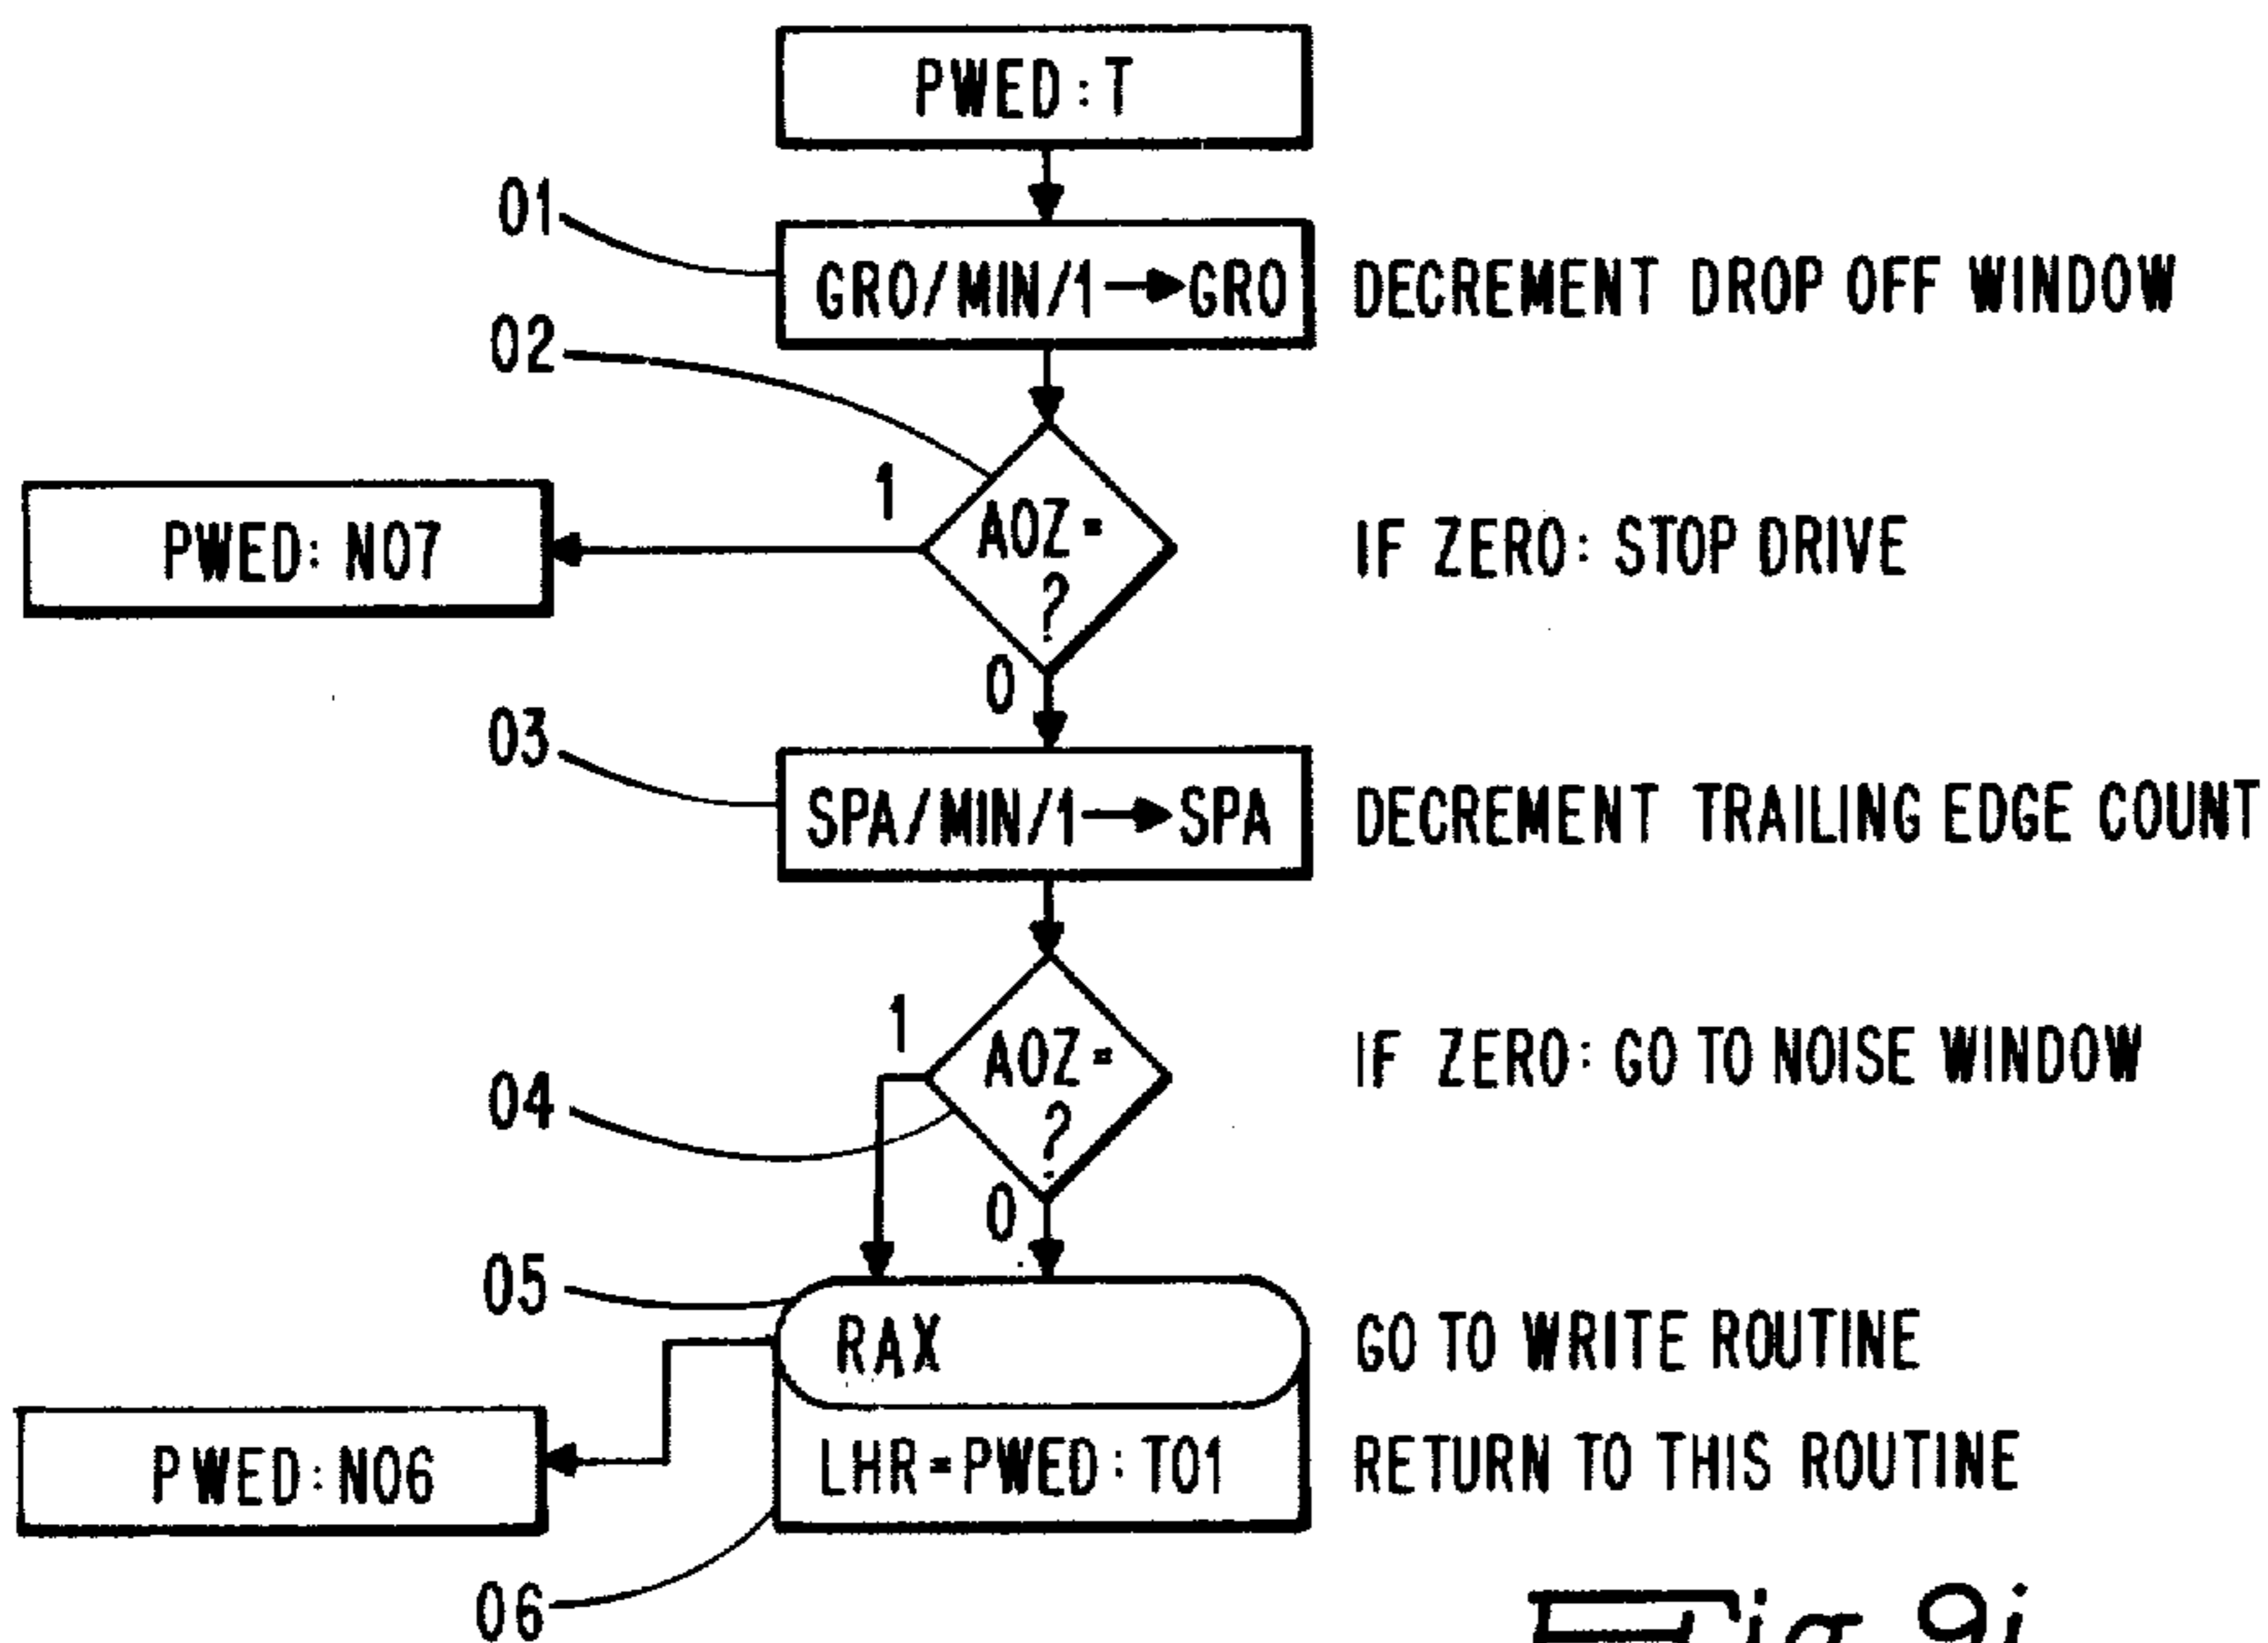 PWED:T
01
GRO/MIN/1→GRO DECREMENT DROP OFF WINDOW
02
1
AOZ=
?
IF ZERO: STOP DRIVE
PWED: N07
0
03
SPA/MIN/1→SPA DECREMENT TRAILING EDGE COUNT
1
AOZ=
?
IF ZERO: GO TO NOISE WINDOW
04
0
05
RAX GO TO WRITE ROUTINE
PWED:N06
LHR=PWED:T01 RETURN TO THIS ROUTINE
06
Fig. 9i